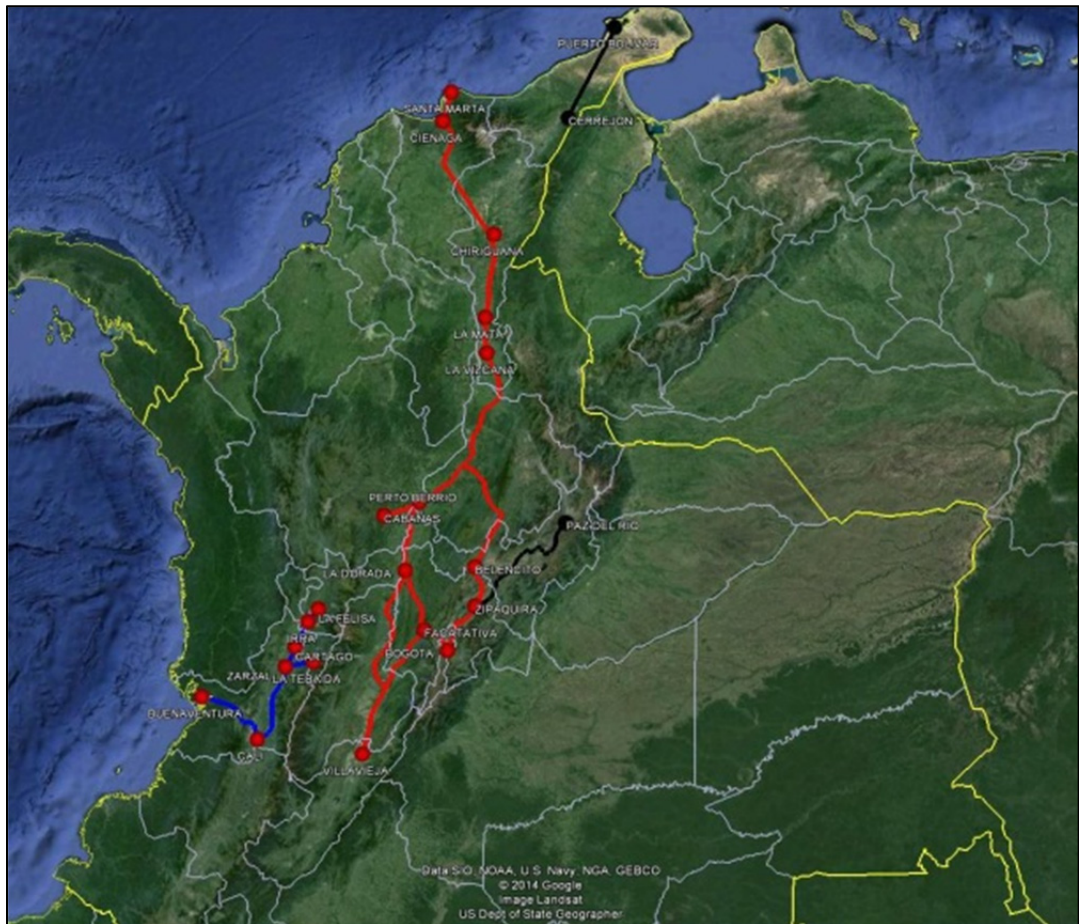 PUERTO BOLIVAR
SANTA MARTA
CERREJON
CIENAGA
CHIRIGUANA
LA MATA
LA VIZCANA
PERTO BERRIO
CABAÑAS
PAZ DEL RIO
LA DORADA
BELENCITO
ZIPAQUIRA
LA FELISA
FACATATIVA
IRRA
BOGOTA
CARTAGO
ZARZAL
LA TEBAIDA
BUENAVENTURA
CALI
VILLAVIEJA
Data SIO, NOAA, U.S. Navy, NGA, GEBCO
© 2014 Google
Image Landsat
US Dept of State Geographer